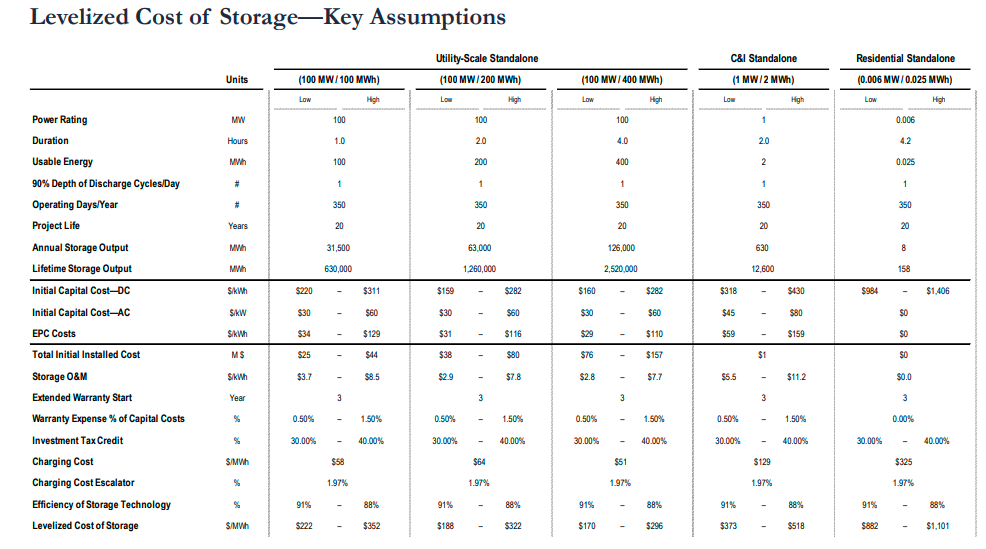 Levelized Cost of Storage—Key Assumptions
Utility-Scale Standalone C&I Standalone Residential Standalone
Units (100 MW / 100 MWh) (100 MW / 200 MWh) (100 MW / 400 MWh) (1 MW / 2 MWh) (0.006 MW / 0.025 MWh)
Low High Low High Low High Low High Low High
Power Rating MW 100 100 100 1 0.006
Duration Hours 1.0 2.0 4.0 2.0 4.2
Usable Energy MWh 100 200 400 2 0.025
90% Depth of Discharge Cycles/Day # 1 1 1 1 1
Operating Days/Year # 350 350 350 350 350
Project Life Years 20 20 20 20 20
Annual Storage Output MWh 31,500 63,000 126,000 630 8
Lifetime Storage Output MWh 630,000 1,260,000 2,520,000 12,600 158
Initial Capital Cost—DC $/kWh $220 – $311 $159 – $282 $160 – $282 $318 – $430 $984 – $1,406
Initial Capital Cost—AC $/kW $30 – $60 $30 – $60 $30 – $60 $45 – $80 $0
EPC Costs $/kWh $34 – $129 $31 – $116 $29 – $110 $59 – $159 $0
Total Initial Installed Cost M $ $25 – $44 $38 – $80 $76 – $157 $1 $0
Storage O&M $/kWh $3.7 – $8.5 $2.9 – $7.8 $2.8 – $7.7 $5.5 – $11.2 $0.0
Extended Warranty Start Year 3 3 3 3 3
Warranty Expense % of Capital Costs % 0.50% – 1.50% 0.50% – 1.50% 0.50% – 1.50% 0.50% – 1.50% 0.00%
Investment Tax Credit % 30.00% – 40.00% 30.00% – 40.00% 30.00% – 40.00% 30.00% – 40.00% 30.00% – 40.00%
Charging Cost $/MWh $58 $64 $51 $129 $325
Charging Cost Escalator % 1.97% 1.97% 1.97% 1.97% 1.97%
Efficiency of Storage Technology % 91% – 88% 91% – 88% 91% – 88% 91% – 88% 91% – 88%
Levelized Cost of Storage $/MWh $222 – $352 $188 – $322 $170 – $296 $373 – $518 $882 – $1,101